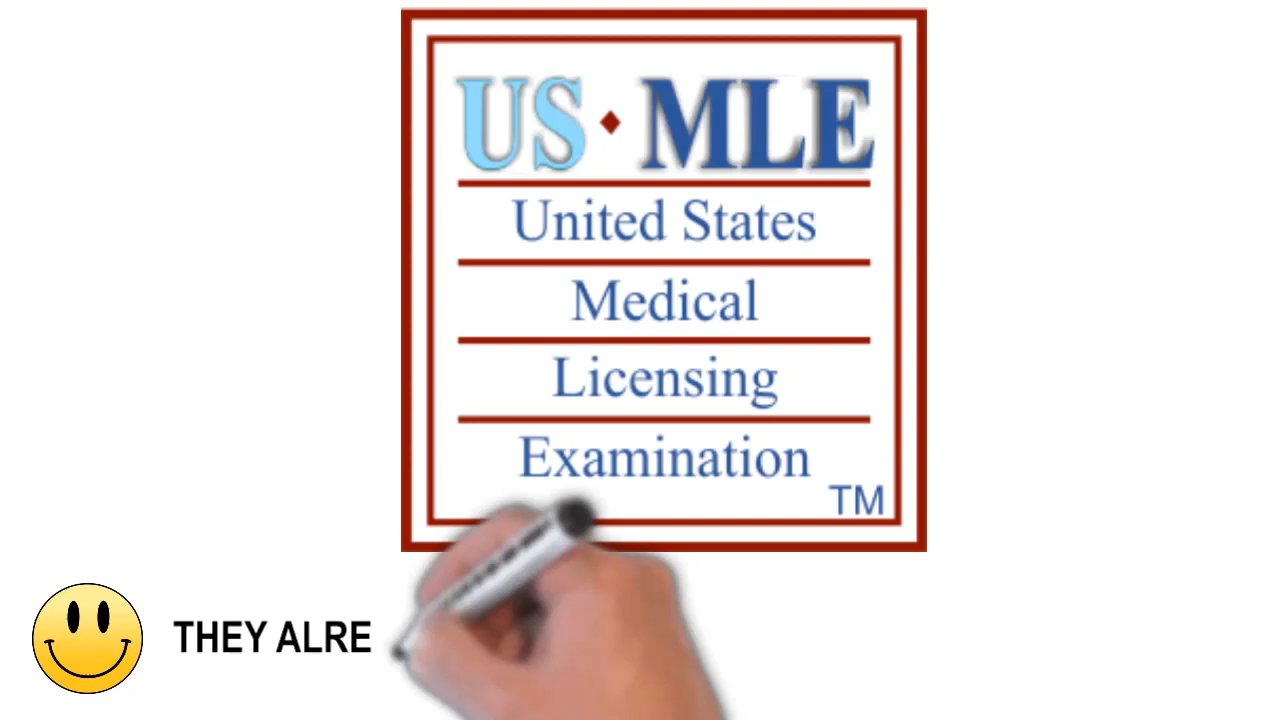 US♦MLE
United States
Medical
Licensing
Examination
TM
THEY ALRE